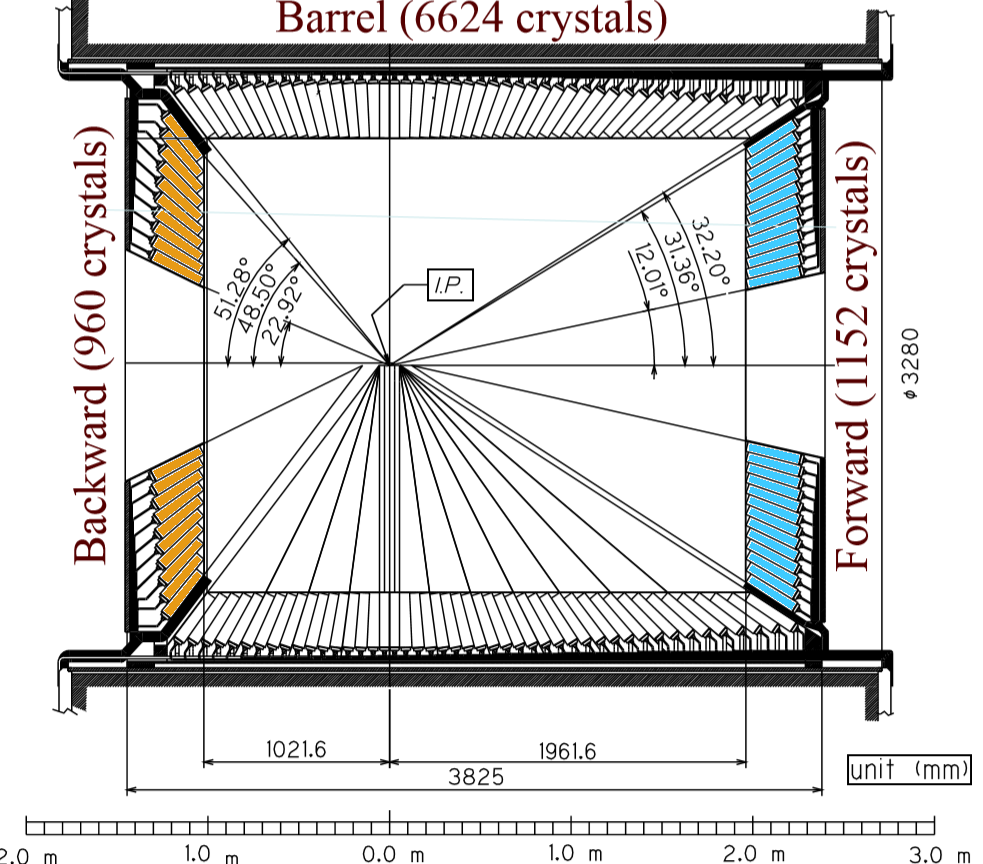 Barrel (6624 crystals)
Backward (960 crystals)
Forward (1152 crystals)
I.P.
51.28°
48.50°
22.92°
32.20°
31.36°
12.01°
ϕ3280
1021.6
1961.6
3825
unit (mm)
2.0 m
1.0 m
0.0 m
1.0 m
2.0 m
3.0 m